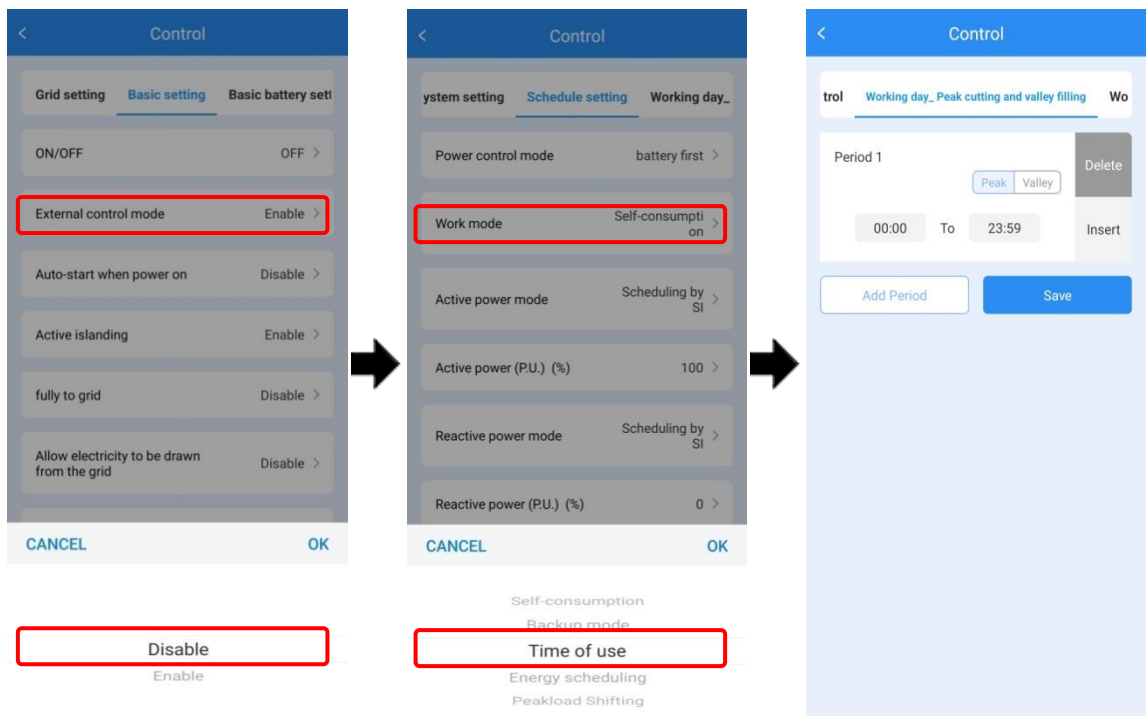 Control
Grid setting Basic setting Basic battery sett
ON/OFF OFF
External control mode Enable
Auto-start when power on Disable
Active islanding Enable
fully to grid Disable
Allow electricity to be drawn
from the grid Disable
CANCEL OK
Disable
Enable
Control
ystem setting Schedule setting Working day_
Power control mode battery first
Work mode Self-consumpti
on
Active power mode Scheduling by
SI
Active power (P.U.) (%) 100
Reactive power mode Scheduling by
SI
Reactive power (P.U.) (%) 0
CANCEL OK
Self-consumption
Backup mode
Time of use
Energy scheduling
Peakload Shifting
Control
trol Working day_ Peak cutting and valley filling Wo
Period 1
Delete
Peak Valley
00:00 To 23:59 Insert
Add Period Save